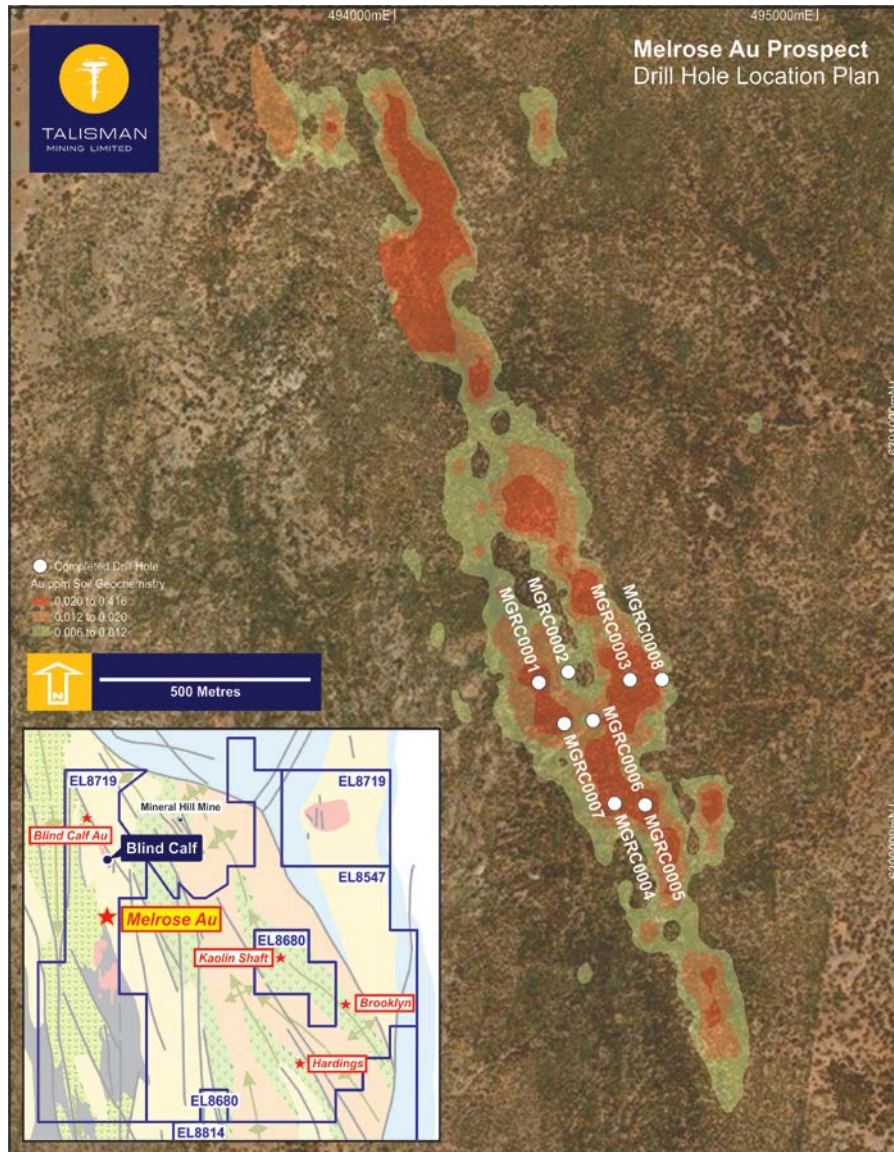 494000mE
495000mE
Melrose Au Prospect
Drill Hole Location Plan
TALISMAN
MINING LIMITED
Completed Drill Hole
Au ppm Soil Geochemistry
0.020 to 0.416
0.012 to 0.020
0.006 to 0.012
N
500 Metres
MGRC0001
MGRC0002
MGRC0003
MGRC0008
MGRC0007
MGRC0006
MGRC0004
MGRC0005
EL8719
EL8719
Mineral Hill Mine
Blind Calf Au
Blind Calf
EL8547
Melrose Au
EL8680
Kaolin Shaft
Brooklyn
Hardings
EL8680
EL8814